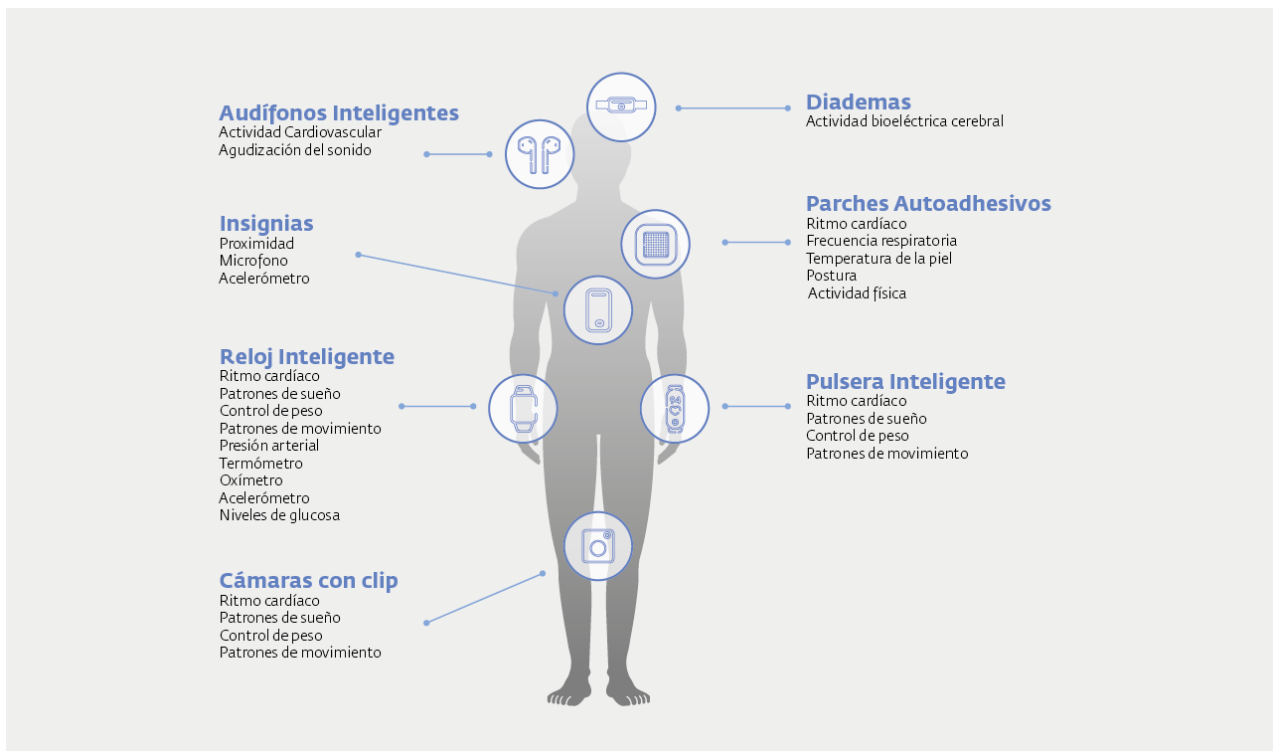 Audífonos Inteligentes
Actividad Cardiovascular
Agudización del sonido
Insignias
Proximidad
Microfono
Acelerómetro
Reloj Inteligente
Ritmo cardíaco
Patrones de sueño
Control de peso
Patrones de movimiento
Presión arterial
Termómetro
Oxímetro
Acelerómetro
Niveles de glucosa
Cámaras con clip
Ritmo cardíaco
Patrones de sueño
Control de peso
Patrones de movimiento
Diademas
Actividad bioeléctrica cerebral
Parches Autoadhesivos
Ritmo cardíaco
Frecuencia respiratoria
Temperatura de la piel
Postura
Actividad física
Pulsera Inteligente
Ritmo cardíaco
Patrones de sueño
Control de peso
Patrones de movimiento
94